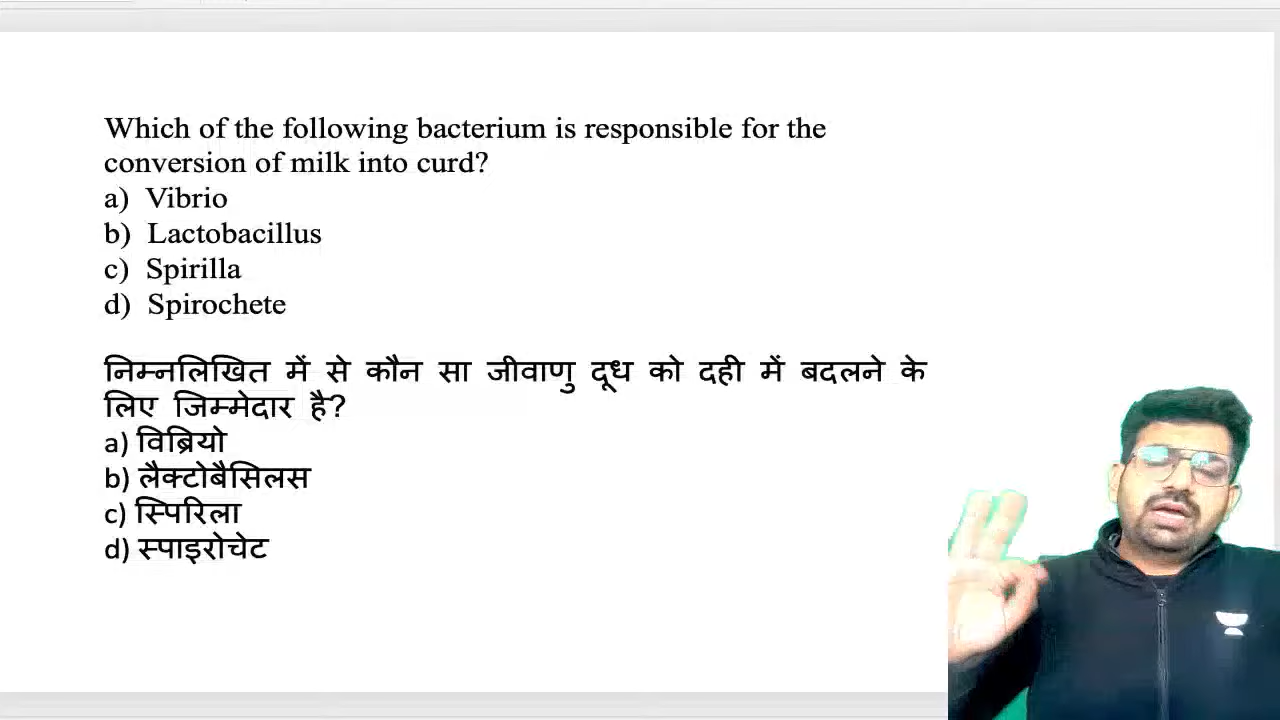 Which of the following bacterium is responsible for the
conversion of milk into curd?
a) Vibrio
b) Lactobacillus
c) Spirilla
d) Spirochete
निम्नलिखित में से कौन सा जीवाणु दूध को दही में बदलने के
लिए जिम्मेदार है?
a) विब्रियो
b) लैक्टोबैसिलस
c) स्पिरिला
d) स्पाइरोचेट